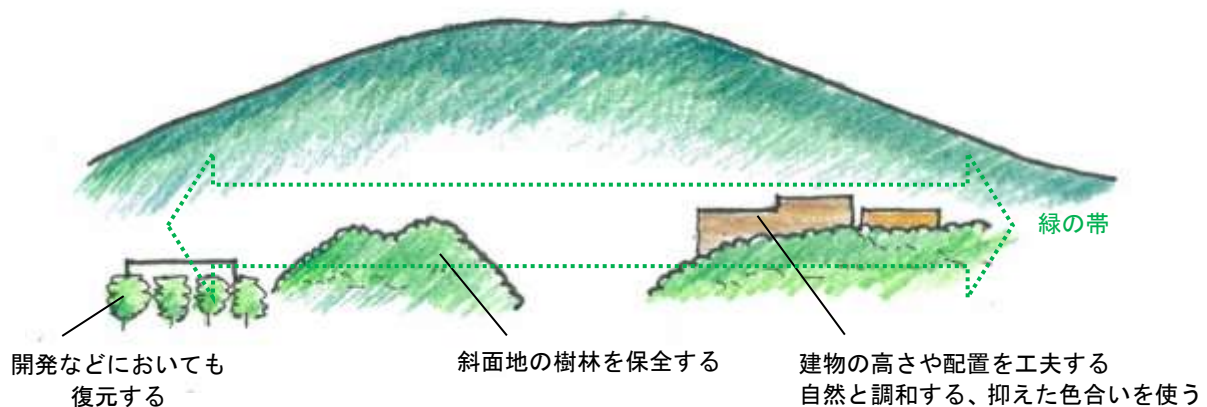 緑の帯
開発などにおいても
復元する
斜面地の樹林を保全する
建物の高さや配置を工夫する
自然と調和する、抑えた色合いを使う